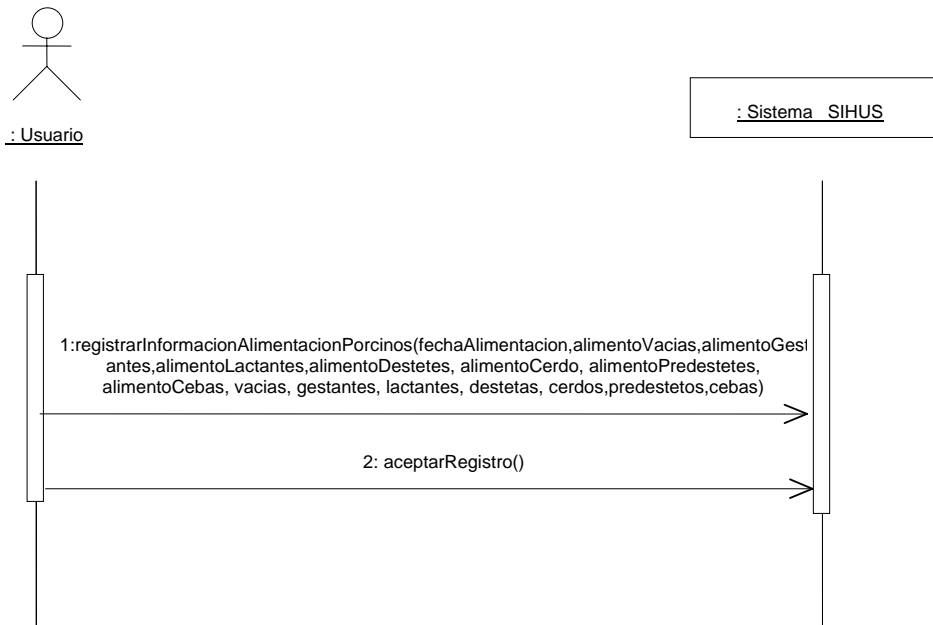 : Usuario
: Sistema SIHUS
1:registrarInformacionAlimentacionPorcinos(fechaAlimentacion,alimentoVacias,alimentoGest
antes,alimentoLactantes,alimentoDestetes, alimentoCerdo, alimentoPredestetes,
alimentoCebas, vacias, gestantes, lactantes, destetas, cerdos,predestetos,cebas)
2: aceptarRegistro()